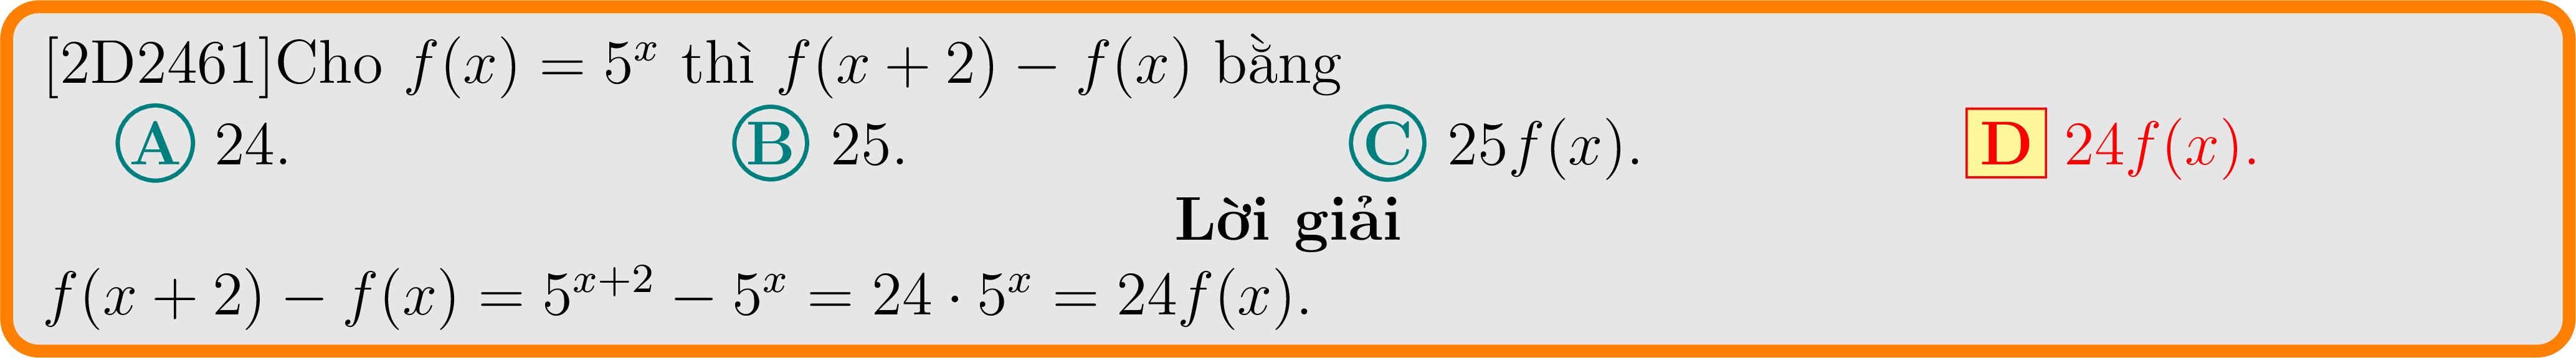 [2D2461]Cho f(x) = 5^x thì f(x + 2) − f(x) bằng
A 24. B 25. C 25f(x). D 24f(x).
Lời giải
f(x + 2) − f(x) = 5^{x+2} − 5^x = 24 · 5^x = 24f(x).